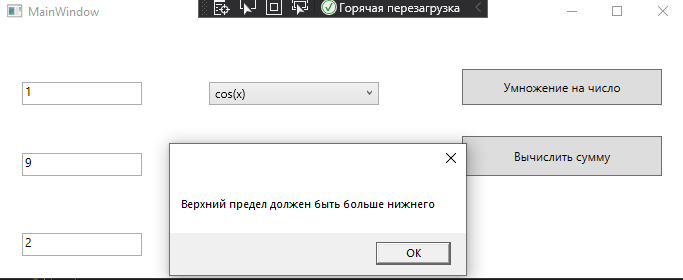 MainWindow
Горячая перезагрузка
1
cos(x)
Умножение на число
9
Вычислить сумму
Верхний предел должен быть больше нижнего
OK
2